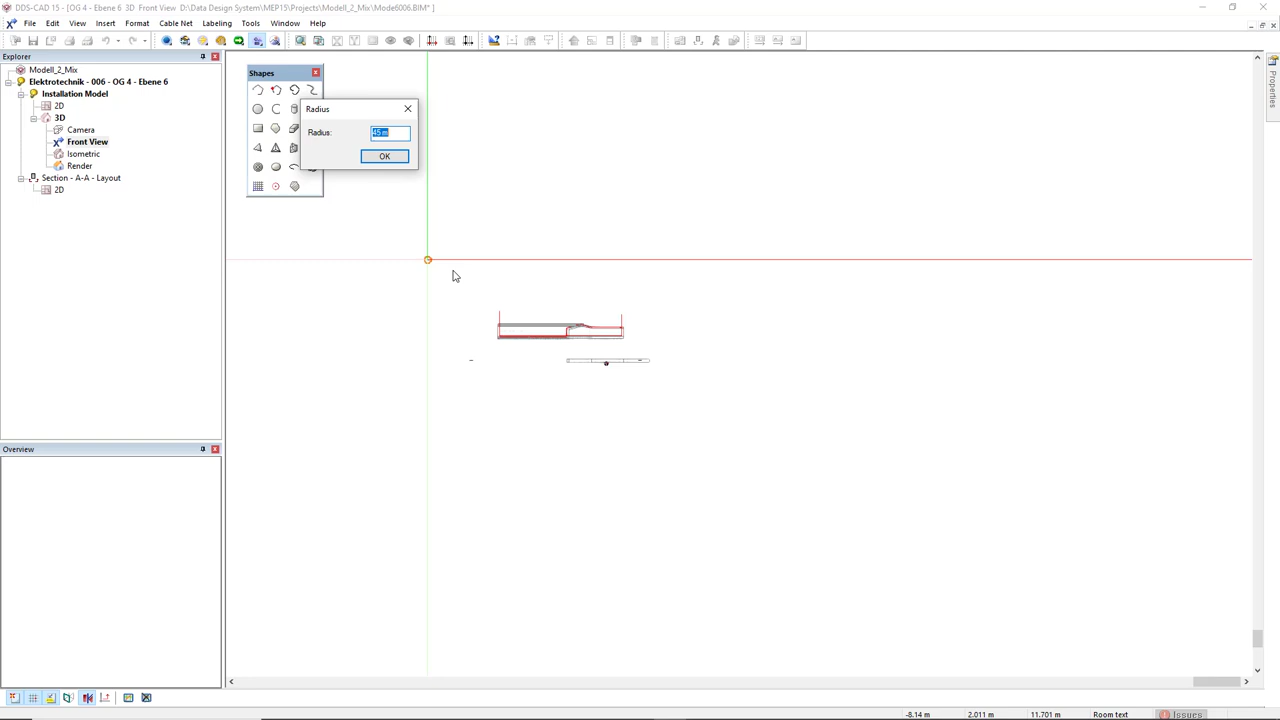 DDS-CAD 15 - [OG 4 - Ebene 6  3D  Front View  D:\Data Design System\MEP15\Projects\Modell_2_Mix\Mode6006.BIM* ]
File Edit View Insert Format Cable Net Labeling Tools Window Help
Explorer
Modell_2_Mix
Elektrotechnik - 006 - OG 4 - Ebene 6
Installation Model
2D
3D
Camera
Front View
Isometric
Render
Section - A-A - Layout
2D
Shapes
Radius
Radius: 45 m
OK
Properties
Overview
-8.14 m 2.011 m 11.701 m Room text Issues